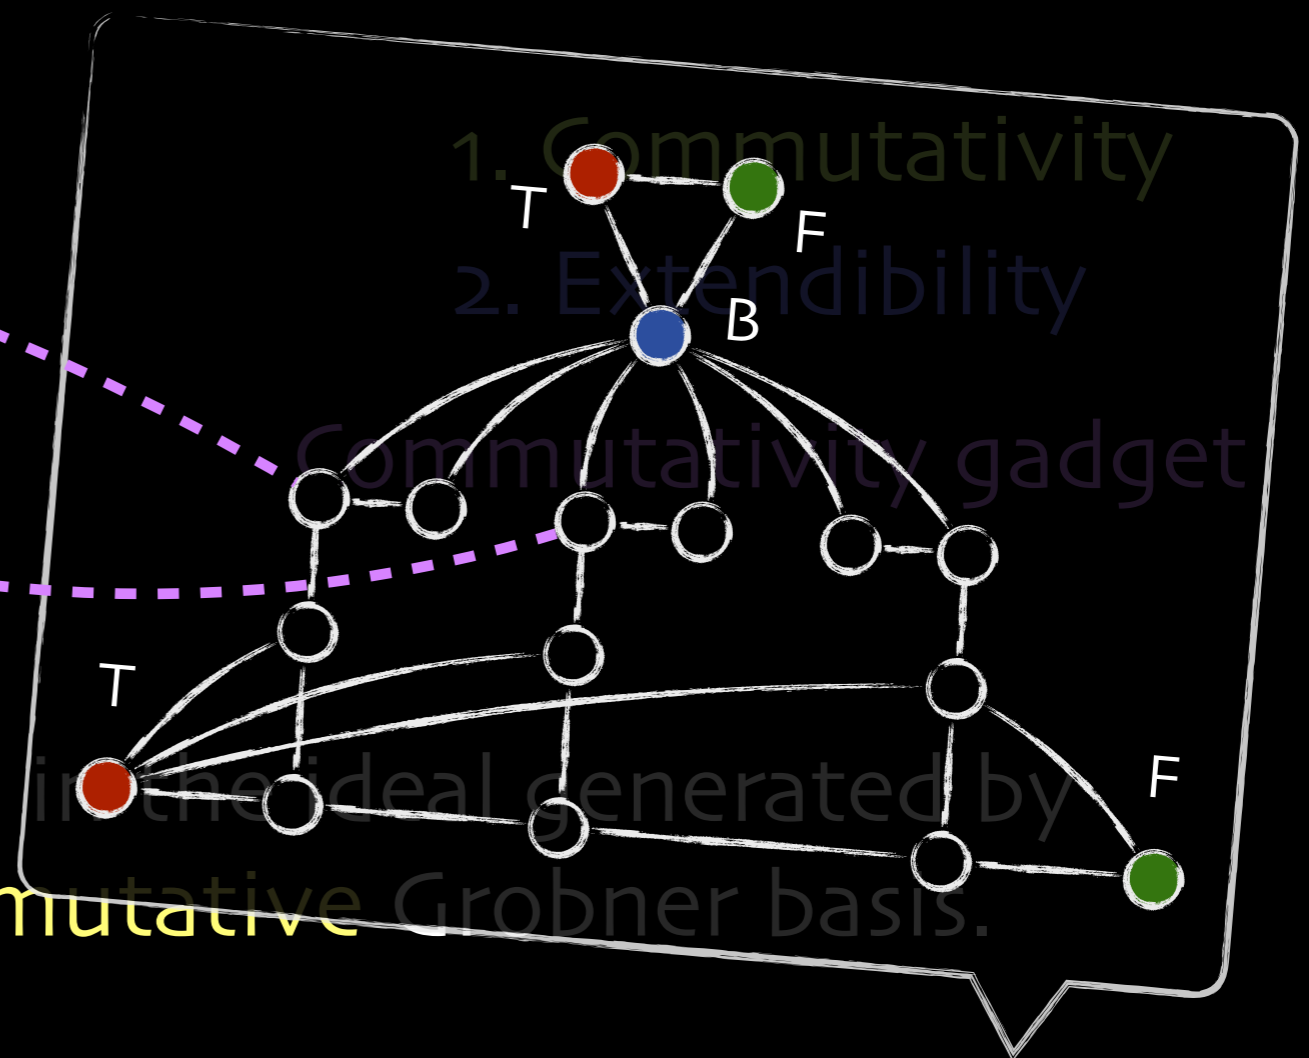 1. Commutativity
T
F
2. Extendibility
B
Commutativity gadget
T
in the ideal generated by
F
mutative Grobner basis.